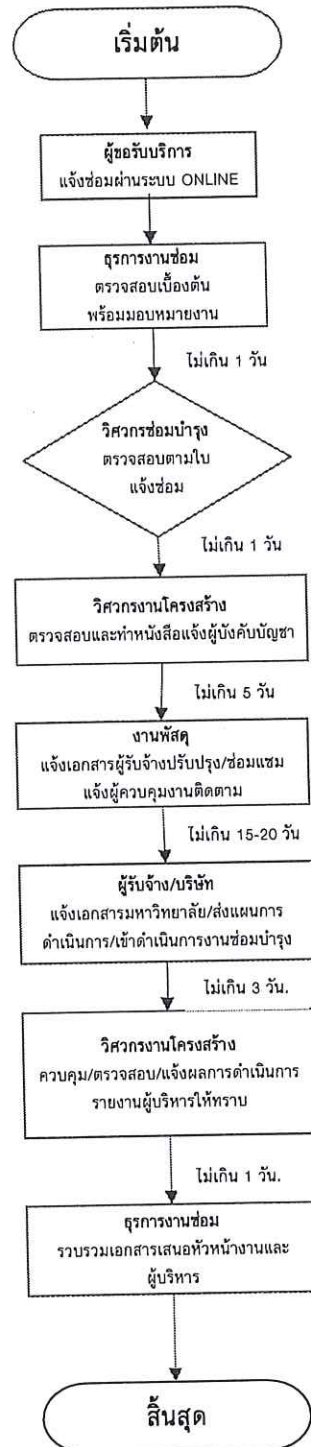 เริ่มต้น
ผู้ขอรับบริการ
แจ้งซ่อมผ่านระบบ ONLINE
ธุรการงานซ่อม
ตรวจสอบเบื้องต้น
พร้อมมอบหมายงาน
ไม่เกิน 1 วัน
วิศวกรซ่อมบำรุง
ตรวจสอบตามใบ
แจ้งซ่อม
ไม่เกิน 1 วัน
วิศวกรงานโครงสร้าง
ตรวจสอบและทำหนังสือแจ้งผู้บังคับบัญชา
ไม่เกิน 5 วัน
งานพัสดุ
แจ้งเอกสารผู้รับจ้างปรับปรุง/ซ่อมแซม
แจ้งผู้ควบคุมงานติดตาม
ไม่เกิน 15-20 วัน
ผู้รับจ้าง/บริษัท
แจ้งเอกสารมหาวิทยาลัย/ส่งแผนการ
ดำเนินการ/เข้าดำเนินการงานซ่อมบำรุง
ไม่เกิน 3 วัน.
วิศวกรงานโครงสร้าง
ควบคุม/ตรวจสอบ/แจ้งผลการดำเนินการ
รายงานผู้บริหารให้ทราบ
ไม่เกิน 1 วัน.
ธุรการงานซ่อม
รวบรวมเอกสารเสนอหัวหน้างานและ
ผู้บริหาร
สิ้นสุด